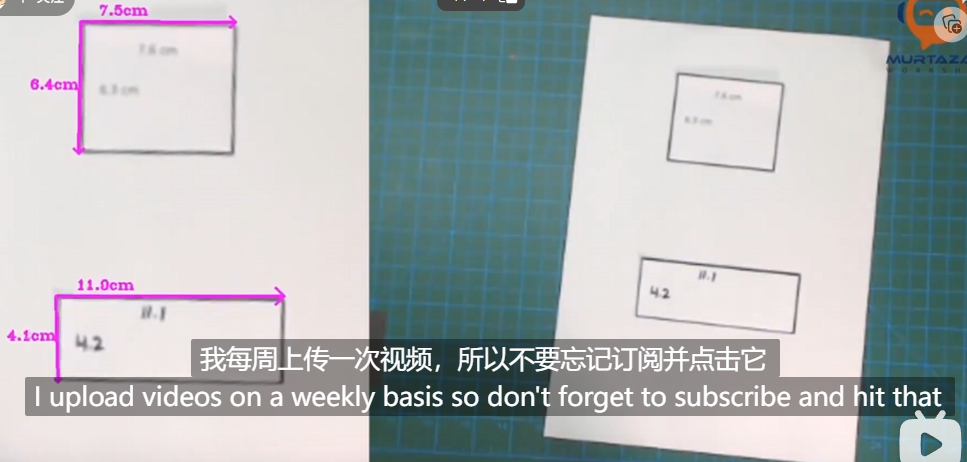 关注
7.5cm
7.6 cm
6.4cm
6.3 cm
11.0cm
11.1
4.1cm
4.2
7.6 cm
6.3 cm
11.1
4.2
MURTAZA
WORKSH
我每周上传一次视频，所以不要忘记订阅并点击它
I upload videos on a weekly basis so don't forget to subscribe and hit that